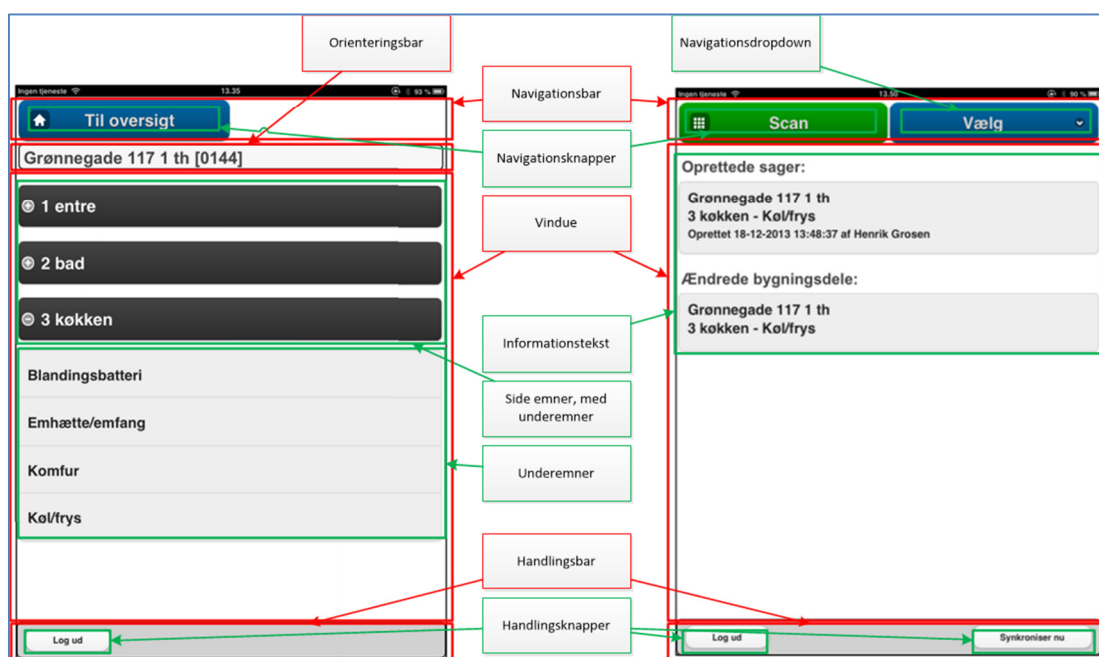 Orienteringsbar
Navigationsdropdown
Navigationsbar
Navigationsknapper
Vindue
Informationstekst
Side emner, med
underemner
Underemner
Handlingsbar
Handlingsknapper
Ingen tjeneste 13.35 93 %
Til oversigt
Grønnegade 117 1 th [0144]
1 entre
2 bad
3 køkken
Blandingsbatteri
Emhætte/emfang
Komfur
Køl/frys
Log ud
Ingen tjeneste 13.50 90 %
Scan
Vælg
Oprettede sager:
Grønnegade 117 1 th
3 køkken - Køl/frys
Oprettet 18-12-2013 13:48:37 af Henrik Grosen
Ændrede bygningsdele:
Grønnegade 117 1 th
3 køkken - Køl/frys
Log ud
Synkroniser nu